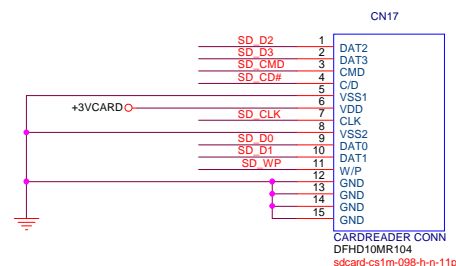 CN17
SD_D2 1 DAT2
SD_D3 2 DAT3
SD_CMD 3 CMD
SD_CD# 4 C/D
5 VSS1
+3VCARD 6 VDD
SD_CLK 7 CLK
8 VSS2
SD_D0 9 DAT0
SD_D1 10 DAT1
SD_WP 11 W/P
12 GND
13 GND
14 GND
15 GND
CARDREADER CONN
DFHD10MR104
sdcard-cs1m-098-h-n-11p